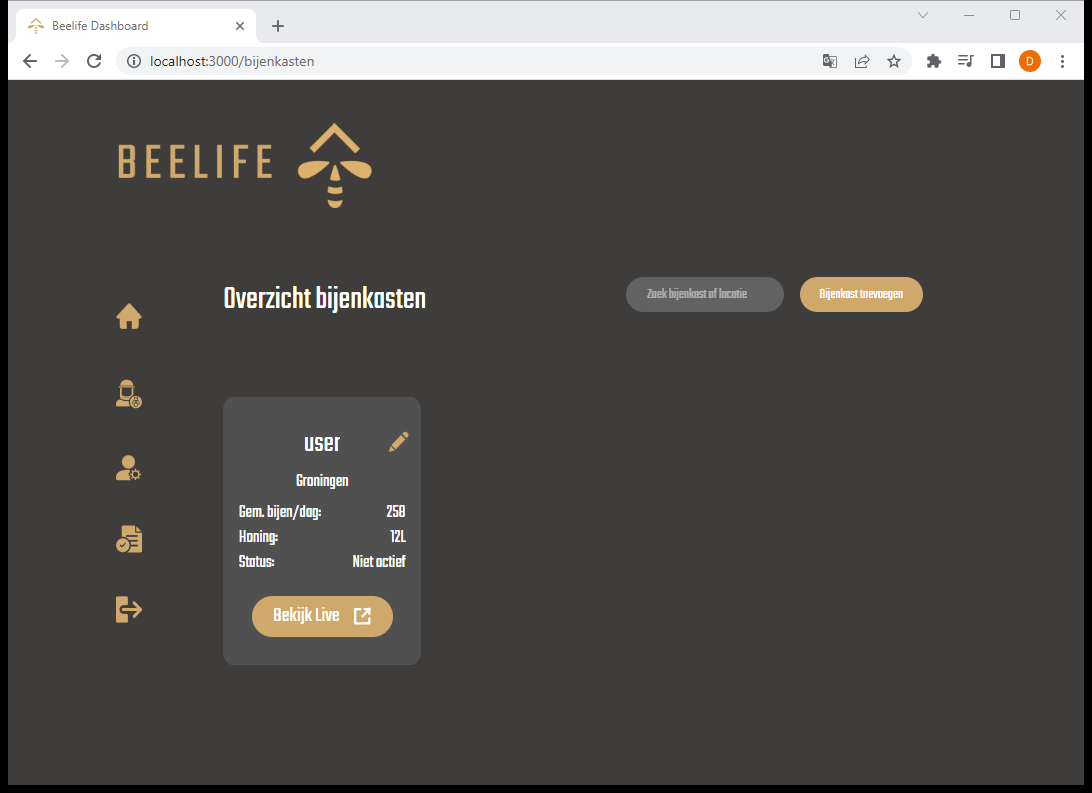 Beelife Dashboard
localhost:3000/bijenkasten
D
BEELIFE
Overzicht bijenkasten
Zoek bijenkast of locatie
Bijenkast toevoegen
user
Groningen
Gem. bijen/dag: 258
Honing: 12L
Status: Niet actief
Bekijk Live